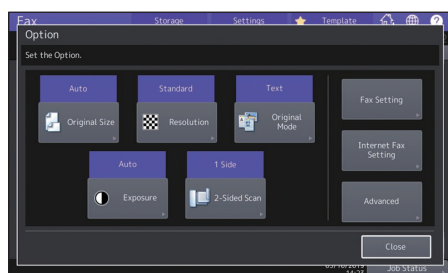 Fax
Storage
Settings
Template
Option
Set the Option.
Auto
Standard
Text
Original Size
Resolution
Original
Mode
Fax Setting
Internet Fax
Setting
Auto
1 Side
Exposure
2-Sided Scan
Advanced
Close
Job Status